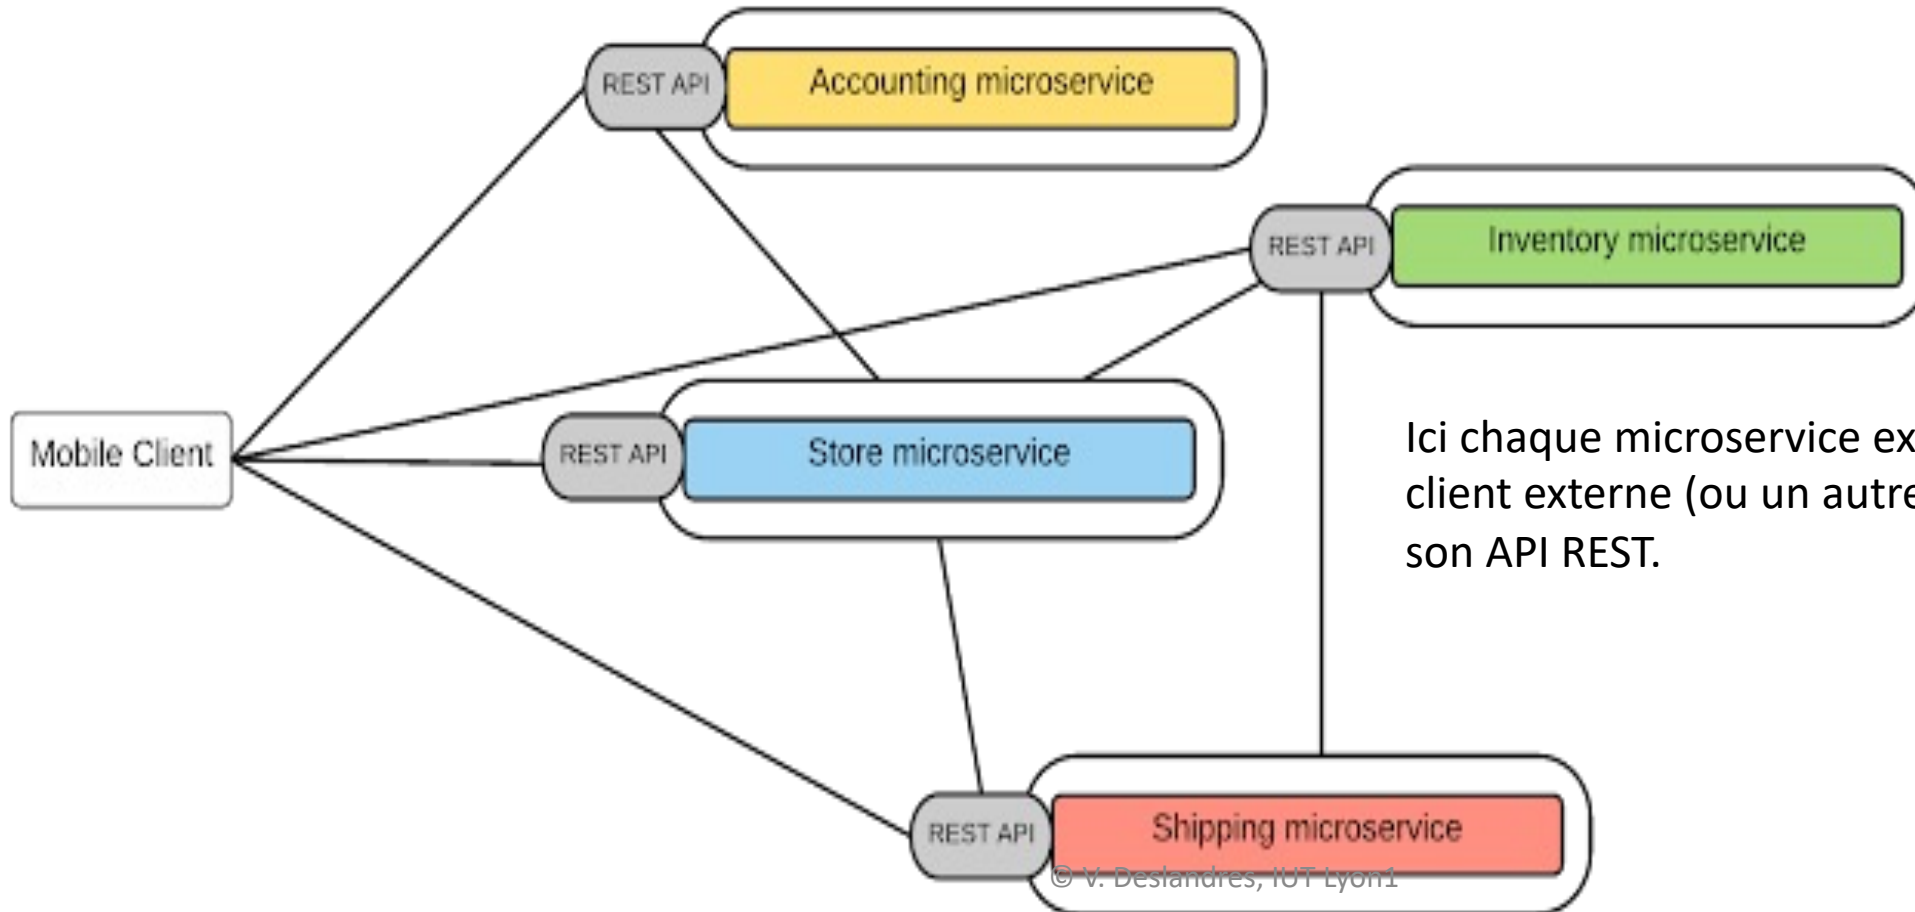 REST API
Accounting microservice
REST API
Inventory microservice
Mobile Client
REST API
Store microservice
Ici chaque microservice ex
client externe (ou un autre
son API REST.
REST API
Shipping microservice
© V. Deslandres, IUT Lyon1